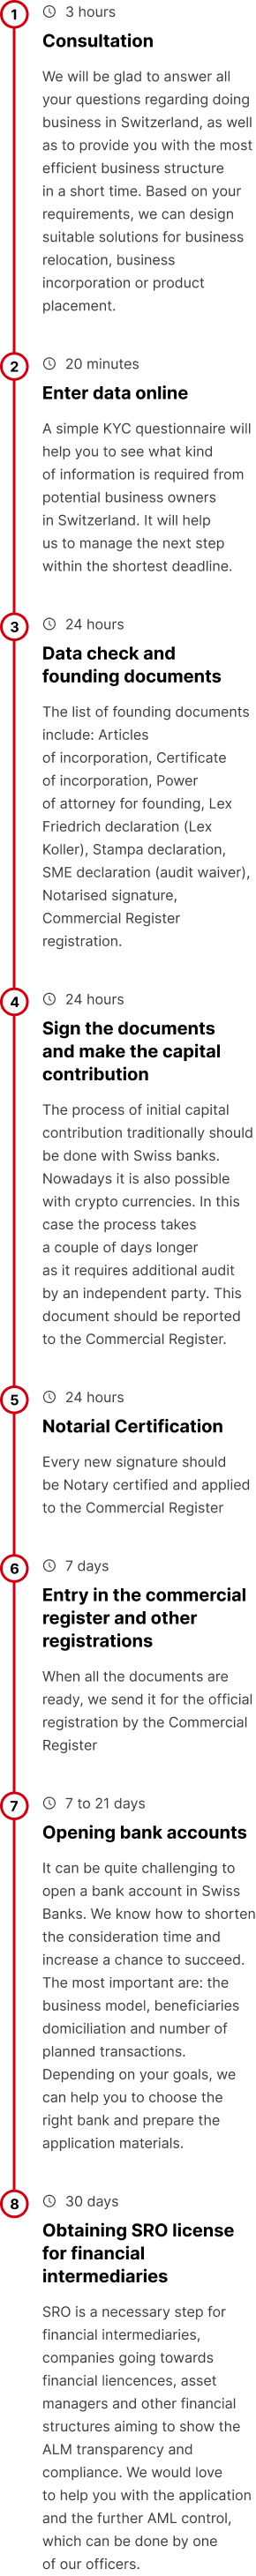 1
3 hours
Consultation
We will be glad to answer all
your questions regarding doing
business in Switzerland, as well
as to provide you with the most
efficient business structure
in a short time. Based on your
requirements, we can design
suitable solutions for business
relocation, business
incorporation or product
placement.
2
20 minutes
Enter data online
A simple KYC questionnaire will
help you to see what kind
of information is required from
potential business owners
in Switzerland. It will help
us to manage the next step
within the shortest deadline.
3
24 hours
Data check and
founding documents
The list of founding documents
include: Articles
of incorporation, Certificate
of incorporation, Power
of attorney for founding, Lex
Friedrich declaration (Lex
Koller), Stampa declaration,
SME declaration (audit waiver),
Notarised signature,
Commercial Register
registration.
4
24 hours
Sign the documents
and make the capital
contribution
The process of initial capital
contribution traditionally should
be done with Swiss banks.
Nowadays it is also possible
with crypto currencies. In this
case the process takes
a couple of days longer
as it requires additional audit
by an independent party. This
document should be reported
to the Commercial Register.
5
24 hours
Notarial Certification
Every new signature should
be Notary certified and applied
to the Commercial Register
6
7 days
Entry in the commercial
register and other
registrations
When all the documents are
ready, we send it for the official
registration by the Commercial
Register
7
7 to 21 days
Opening bank accounts
It can be quite challenging to
open a bank account in Swiss
Banks. We know how to shorten
the consideration time and
increase a chance to succeed.
The most important are: the
business model, beneficiaries
domiciliation and number of
planned transactions.
Depending on your goals, we
can help you to choose the
right bank and prepare the
application materials.
8
30 days
Obtaining SRO license
for financial
intermediaries
SRO is a necessary step for
financial intermediaries,
companies going towards
financial liencences, asset
managers and other financial
structures aiming to show the
ALM transparency and
compliance. We would love
to help you with the application
and the further AML control,
which can be done by one
of our officers.